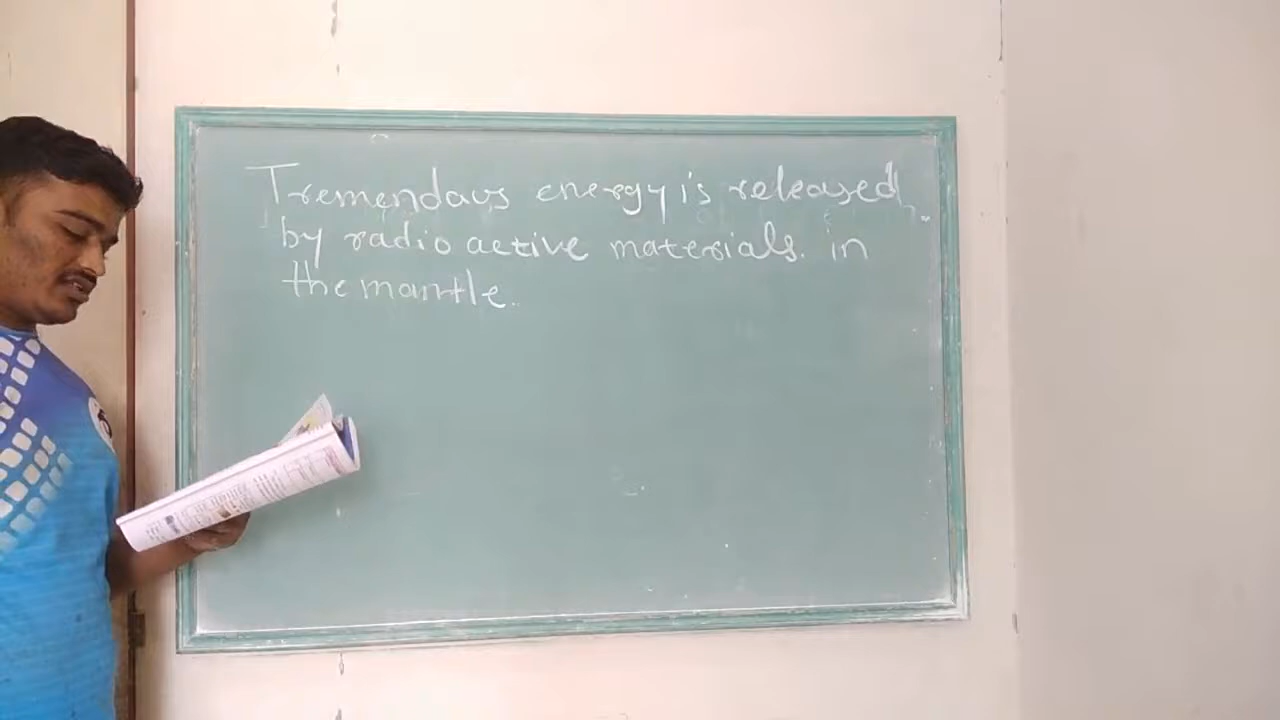 Tremendaus energy is released
by radio active materials. in
the mantle.